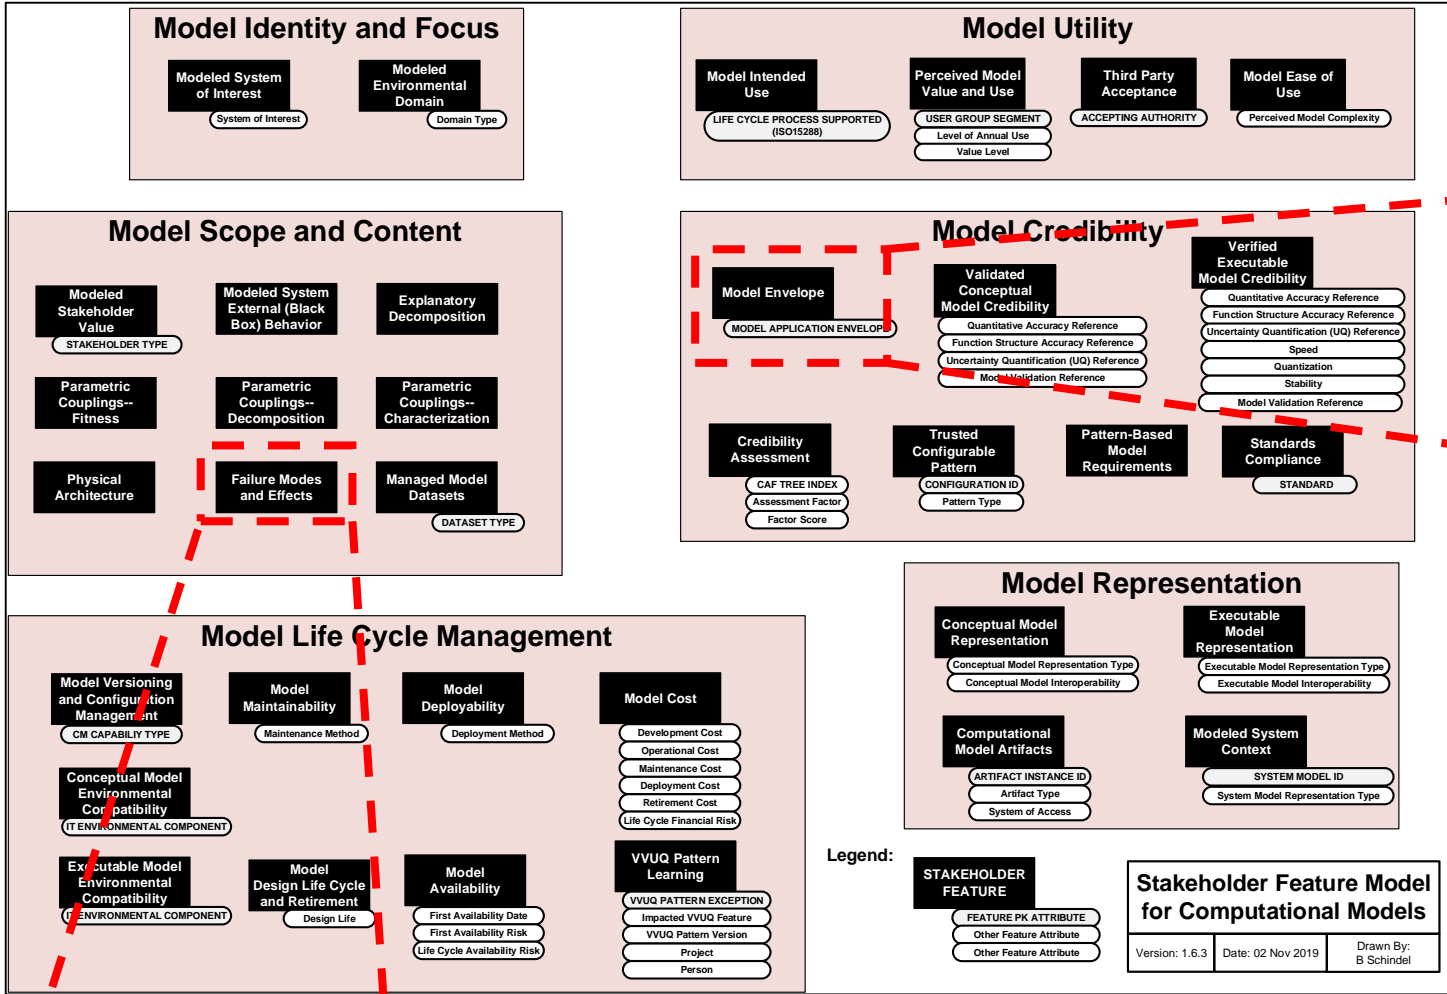 Model Identity and Focus
Modeled System
of Interest
System of Interest
Modeled
Environmental
Domain
Domain Type
Model Utility
Model Intended
Use
LIFE CYCLE PROCESS SUPPORTED
(ISO15288)
Perceived Model
Value and Use
USER GROUP SEGMENT
Level of Annual Use
Value Level
Third Party
Acceptance
ACCEPTING AUTHORITY
Model Ease of
Use
Perceived Model Complexity
Model Scope and Content
Modeled
Stakeholder
Value
STAKEHOLDER TYPE
Modeled System
External (Black
Box) Behavior
Explanatory
Decomposition
Parametric
Couplings--
Fitness
Parametric
Couplings--
Decomposition
Parametric
Couplings--
Characterization
Physical
Architecture
Failure Modes
and Effects
Managed Model
Datasets
DATASET TYPE
Model Credibility
Model Envelope
MODEL APPLICATION ENVELOPE
Validated
Conceptual
Model Credibility
Quantitative Accuracy Reference
Function Structure Accuracy Reference
Uncertainty Quantification (UQ) Reference
Model Validation Reference
Verified
Executable
Model Credibility
Quantitative Accuracy Reference
Function Structure Accuracy Reference
Uncertainty Quantification (UQ) Reference
Speed
Quantization
Stability
Model Validation Reference
Credibility
Assessment
CAF TREE INDEX
Assessment Factor
Factor Score
Trusted
Configurable
Pattern
CONFIGURATION ID
Pattern Type
Pattern-Based
Model
Requirements
Standards
Compliance
STANDARD
Model Life Cycle Management
Model Versioning
and Configuration
Management
CM CAPABILIY TYPE
Model
Maintainability
Maintenance Method
Model
Deployability
Deployment Method
Model Cost
Development Cost
Operational Cost
Maintenance Cost
Deployment Cost
Retirement Cost
Life Cycle Financial Risk
Conceptual Model
Environmental
Compatibility
IT ENVIRONMENTAL COMPONENT
Executable Model
Environmental
Compatibility
IT ENVIRONMENTAL COMPONENT
Model
Design Life Cycle
and Retirement
Design Life
Model
Availability
First Availability Date
First Availability Risk
Life Cycle Availability Risk
VVUQ Pattern
Learning
VVUQ PATTERN EXCEPTION
Impacted VVUQ Feature
VVUQ Pattern Version
Project
Person
Model Representation
Conceptual Model
Representation
Conceptual Model Representation Type
Conceptual Model Interoperability
Executable
Model
Representation
Executable Model Representation Type
Executable Model Interoperability
Computational
Model Artifacts
ARTIFACT INSTANCE ID
Artifact Type
System of Access
Modeled System
Context
SYSTEM MODEL ID
System Model Representation Type
Legend:
STAKEHOLDER
FEATURE
FEATURE PK ATTRIBUTE
Other Feature Attribute
Other Feature Attribute
Stakeholder Feature Model
for Computational Models
Version: 1.6.3
Date: 02 Nov 2019
Drawn By:
B Schindel